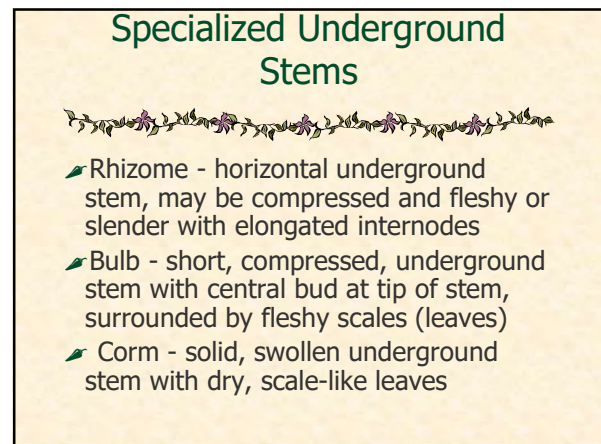 Specialized Underground
Stems
Rhizome - horizontal underground
stem, may be compressed and fleshy or
slender with elongated internodes
Bulb - short, compressed, underground
stem with central bud at tip of stem,
surrounded by fleshy scales (leaves)
Corm - solid, swollen underground
stem with dry, scale-like leaves